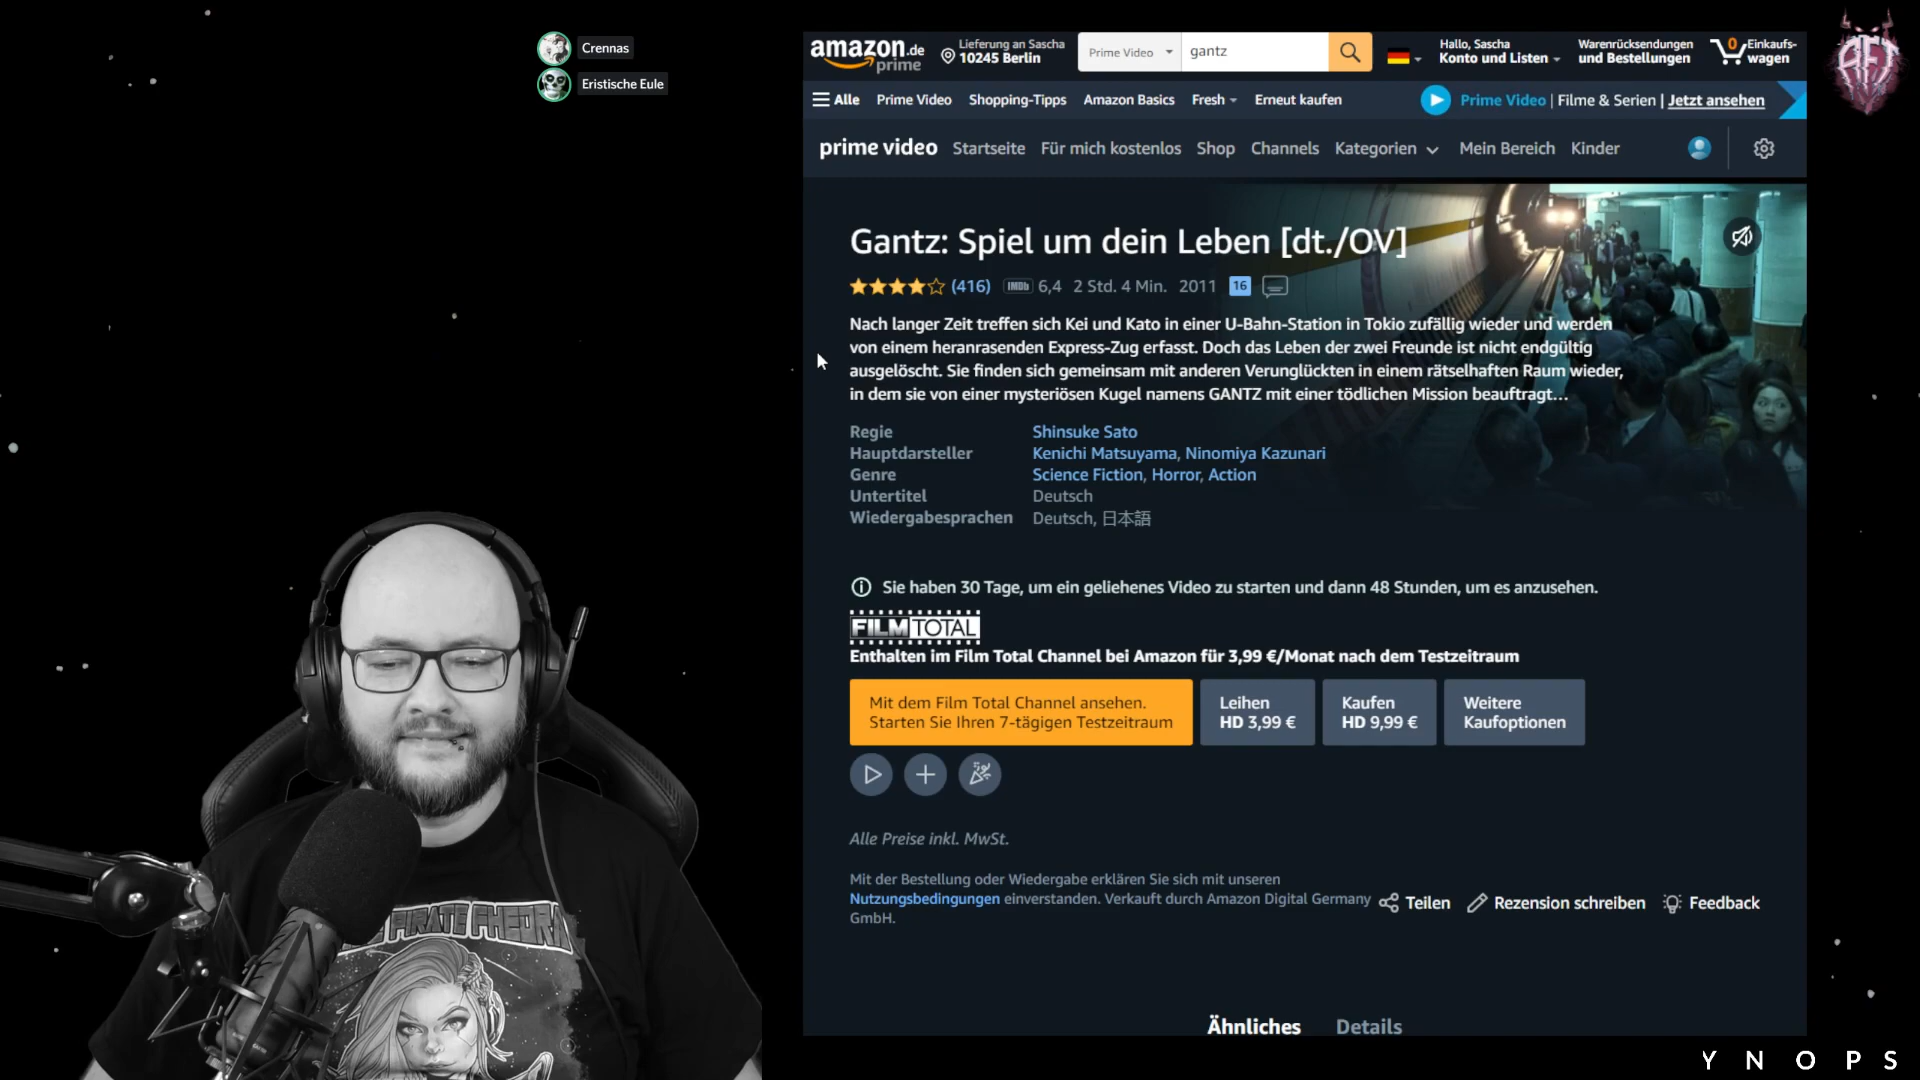 Crennas
Eristische Eule
amazon.de
prime
Lieferung an Sascha
10245 Berlin
Prime Video
gantz
Hallo, Sascha
Konto und Listen
Warenrücksendungen
und Bestellungen
0
Einkaufs-
wagen
Alle
Prime Video
Shopping-Tipps
Amazon Basics
Fresh
Erneut kaufen
Prime Video | Filme & Serien | Jetzt ansehen
prime video
Startseite
Für mich kostenlos
Shop
Channels
Kategorien
Mein Bereich
Kinder
Gantz: Spiel um dein Leben [dt./OV]
(416) IMDb 6,4 2 Std. 4 Min. 2011 16
Nach langer Zeit treffen sich Kei und Kato in einer U-Bahn-Station in Tokio zufällig wieder und werden
von einem heranrasenden Express-Zug erfasst. Doch das Leben der zwei Freunde ist nicht endgültig
ausgelöscht. Sie finden sich gemeinsam mit anderen Verunglückten in einem rätselhaften Raum wieder,
in dem sie von einer mysteriösen Kugel namens GANTZ mit einer tödlichen Mission beauftragt...
Regie Shinsuke Sato
Hauptdarsteller Kenichi Matsuyama, Ninomiya Kazunari
Genre Science Fiction, Horror, Action
Untertitel Deutsch
Wiedergabesprachen Deutsch, 日本語
Sie haben 30 Tage, um ein geliehenes Video zu starten und dann 48 Stunden, um es anzusehen.
FILM TOTAL
Enthalten im Film Total Channel bei Amazon für 3,99 €/Monat nach dem Testzeitraum
Mit dem Film Total Channel ansehen.
Starten Sie Ihren 7-tägigen Testzeitraum
Leihen
HD 3,99 €
Kaufen
HD 9,99 €
Weitere
Kaufoptionen
Alle Preise inkl. MwSt.
Mit der Bestellung oder Wiedergabe erklären Sie sich mit unseren
Nutzungsbedingungen einverstanden. Verkauft durch Amazon Digital Germany
GmbH.
Teilen
Rezension schreiben
Feedback
Ähnliches
Details
PIRATE
YNOPS